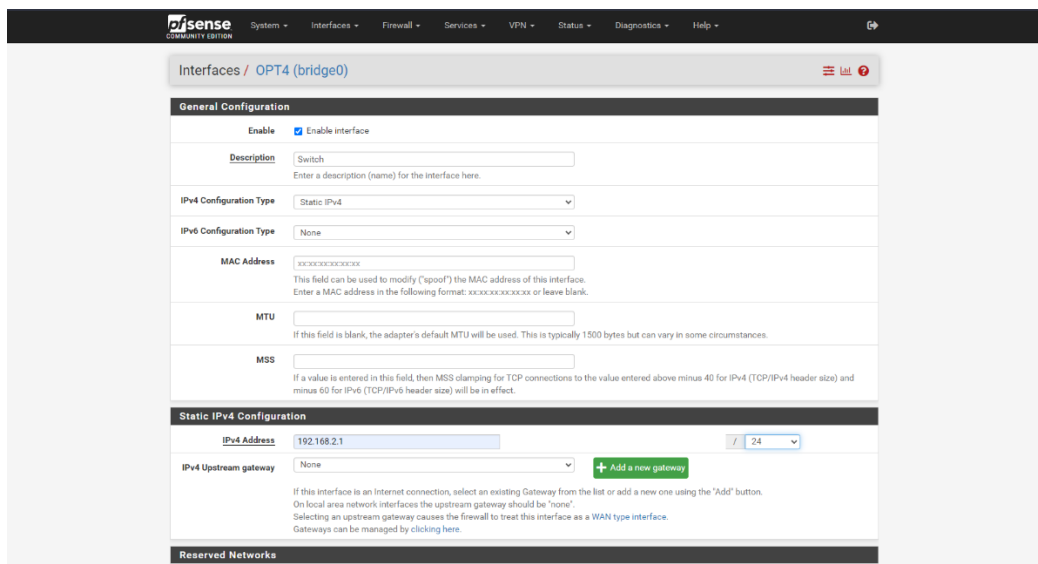 pfsense
COMMUNITY EDITION
System Interfaces Firewall Services VPN Status Diagnostics Help
Interfaces / OPT4 (bridge0)
General Configuration
Enable Enable interface
Description Switch
Enter a description (name) for the interface here.
IPv4 Configuration Type Static IPv4
IPv6 Configuration Type None
MAC Address xx:xx:xx:xx:xx:xx
This field can be used to modify ("spoof") the MAC address of this interface.
Enter a MAC address in the following format: xx:xx:xx:xx:xx:xx or leave blank.
MTU
If this field is blank, the adapter's default MTU will be used. This is typically 1500 bytes but can vary in some circumstances.
MSS
If a value is entered in this field, then MSS clamping for TCP connections to the value entered above minus 40 for IPv4 (TCP/IPv4 header size) and
minus 60 for IPv6 (TCP/IPv6 header size) will be in effect.
Static IPv4 Configuration
IPv4 Address 192.168.2.1 / 24
IPv4 Upstream gateway None + Add a new gateway
If this interface is an Internet connection, select an existing Gateway from the list or add a new one using the "Add" button.
On local area network interfaces the upstream gateway should be "none".
Selecting an upstream gateway causes the firewall to treat this interface as a WAN type interface.
Gateways can be managed by clicking here.
Reserved Networks